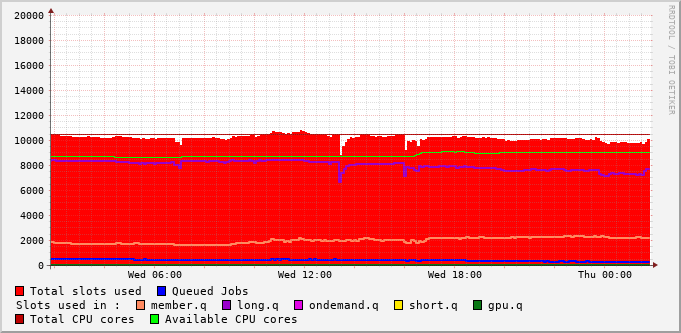 RRDTOOL / TOBI OETIKER
20000
18000
16000
14000
12000
10000
8000
6000
4000
2000
0
Wed 06:00 Wed 12:00 Wed 18:00 Thu 00:00
Total slots used Queued Jobs
Slots used in : member.q long.q ondemand.q short.q gpu.q
Total CPU cores Available CPU cores